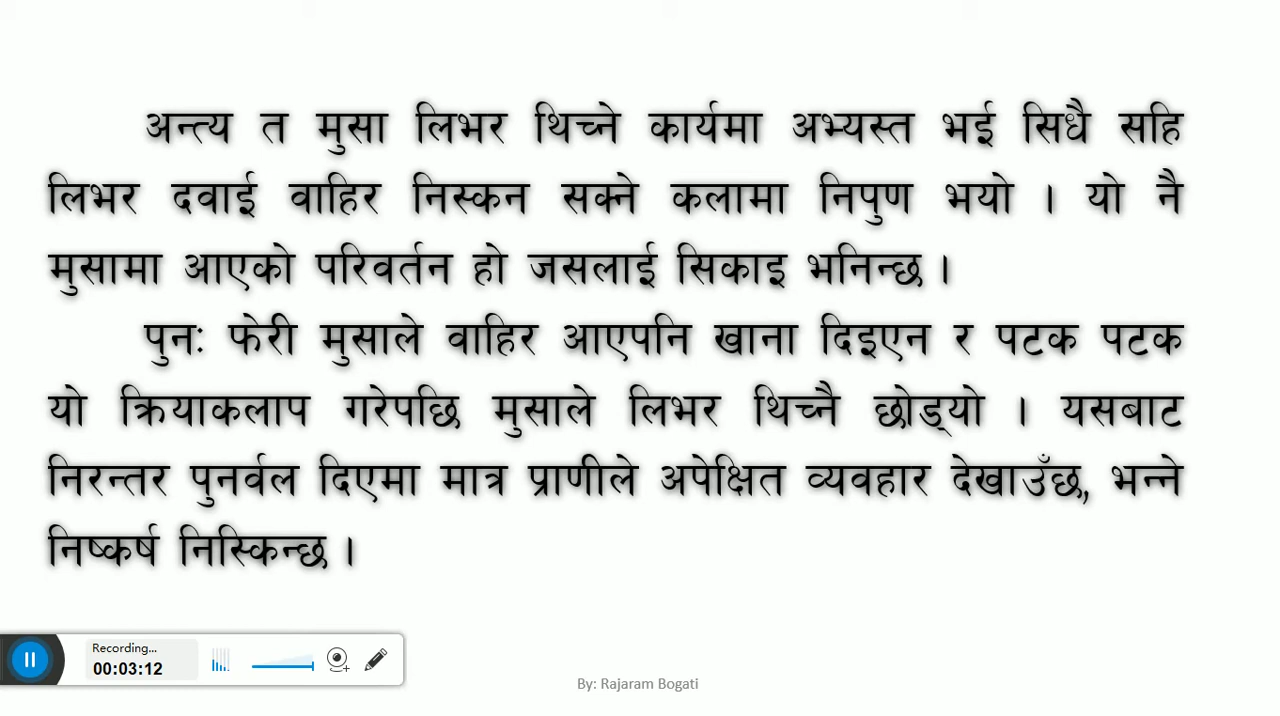 अन्त्य त मुसा लिभर थिच्ने कार्यमा अभ्यस्त भई सिधै सहि
लिभर दवाई वाहिर निस्कन सक्ने कलामा निपुण भयो । यो नै
मुसामा आएको परिवर्तन हो जसलाई सिकाइ भनिन्छ ।
पुनः फेरी मुसाले वाहिर आएपनि खाना दिइएन र पटक पटक
यो क्रियाकलाप गरेपछि मुसाले लिभर थिच्नै छोड्यो । यसबाट
निरन्तर पुनर्वल दिएमा मात्र प्राणीले अपेक्षित व्यवहार देखाउँछ, भन्ने
निष्कर्ष निस्किन्छ ।
Recording...
00:03:12
By: Rajaram Bogati